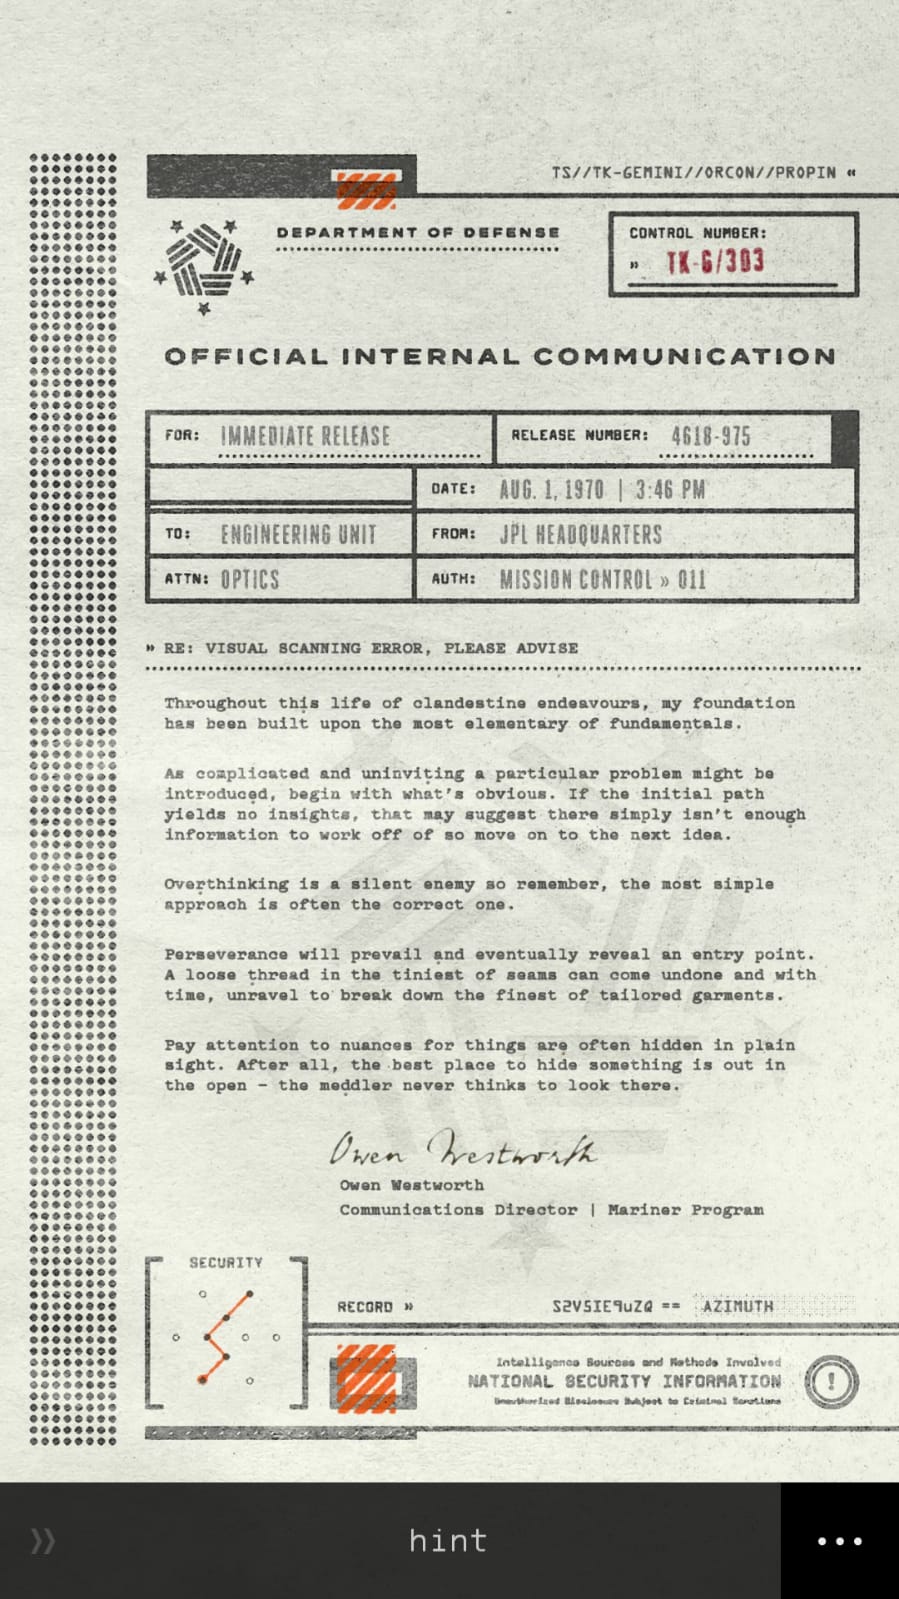 TS//TK-GEMINI//ORCON//PROPIN «
DEPARTMENT OF DEFENSE
CONTROL NUMBER:
» TK-G/303
OFFICIAL INTERNAL COMMUNICATION
FOR: IMMEDIATE RELEASE
RELEASE NUMBER: 4618-975
DATE: AUG. 1, 1970 | 3:46 PM
TO: ENGINEERING UNIT
FROM: JPL HEADQUARTERS
ATTN: OPTICS
AUTH: MISSION CONTROL » 011
» RE: VISUAL SCANNING ERROR, PLEASE ADVISE
Throughout this life of clandestine endeavours, my foundation
has been built upon the most elementary of fundamentals.
As complicated and uninviting a particular problem might be
introduced, begin with what's obvious. If the initial path
yields no insights, that may suggest there simply isn't enough
information to work off of so move on to the next idea.
Overthinking is a silent enemy so remember, the most simple
approach is often the correct one.
Perseverance will prevail and eventually reveal an entry point.
A loose thread in the tiniest of seams can come undone and with
time, unravel to break down the finest of tailored garments.
Pay attention to nuances for things are often hidden in plain
sight. After all, the best place to hide something is out in
the open – the meddler never thinks to look there.
Owen Westworth
Owen Westworth
Communications Director | Mariner Program
SECURITY
RECORD »
S2V5IE9uZQ == AZIMUTH
Intelligence Sources and Methods Involved
NATIONAL SECURITY INFORMATION
Unauthorized Disclosure Subject to Criminal Sanctions
!
» hint